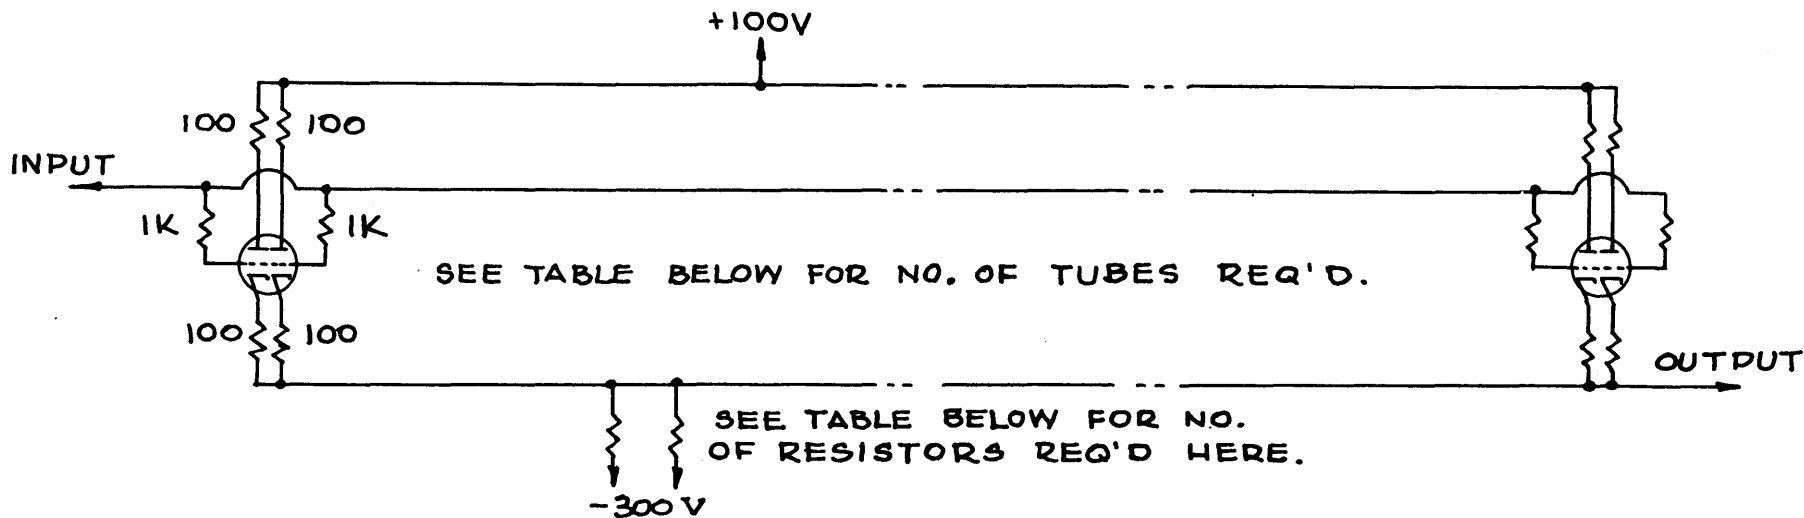 +100V
100 100
INPUT
1K 1K
SEE TABLE BELOW FOR NO. OF TUBES REQ'D.
100 100
OUTPUT
SEE TABLE BELOW FOR NO.
OF RESISTORS REQ'D HERE.
-300V